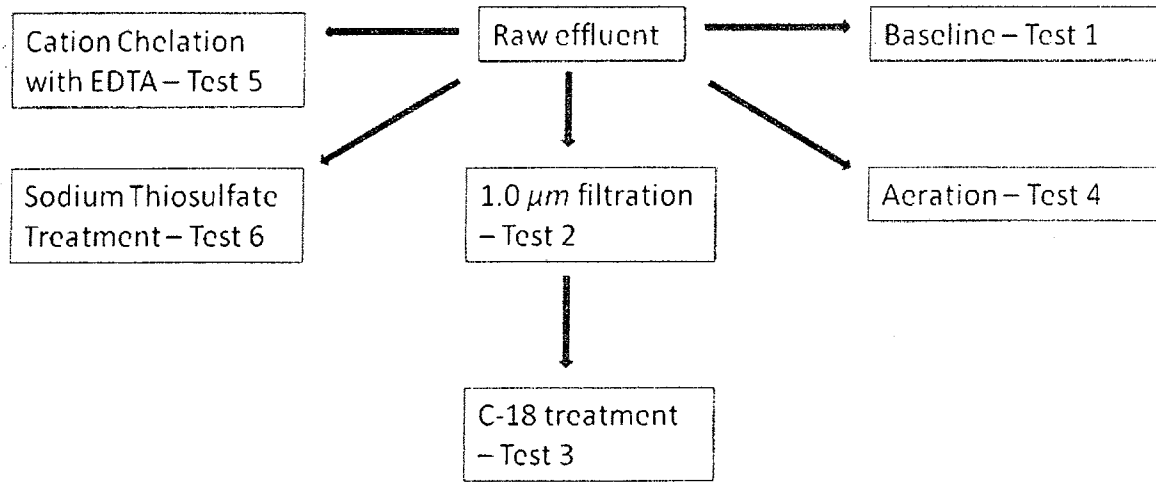 Cation Chelation
with EDTA – Test 5
Raw effluent
Baseline – Test 1
Sodium Thiosulfate
Treatment – Test 6
1.0 µm filtration
– Test 2
Aeration – Test 4
C-18 treatment
– Test 3